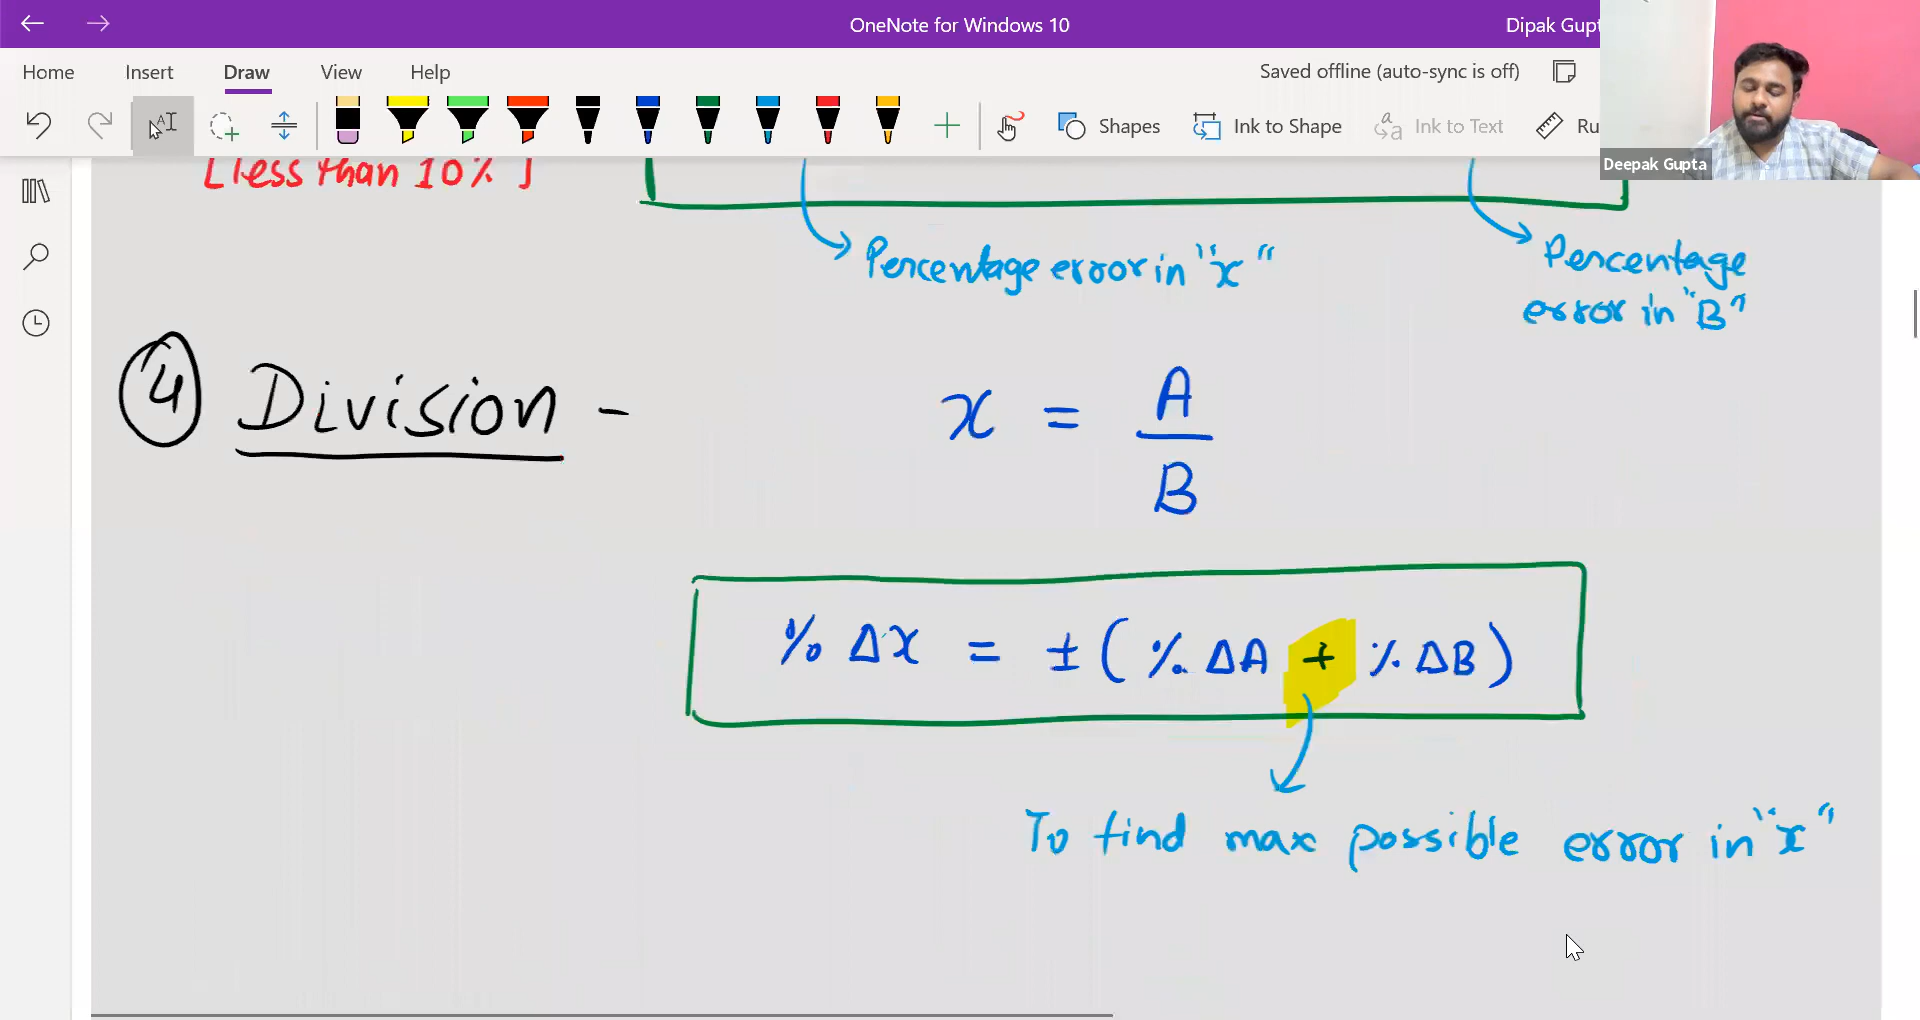 OneNote for Windows 10
Dipak Gupt
Home Insert Draw View Help
Saved offline (auto-sync is off)
Shapes Ink to Shape Ink to Text Ru
Deepak Gupta
[less than 10% ]
Percentage error in "x"
Percentage
error in "B"
4 Division -
x = A
B
% Δx = ± ( % ΔA + % ΔB )
To find max possible error in "x"